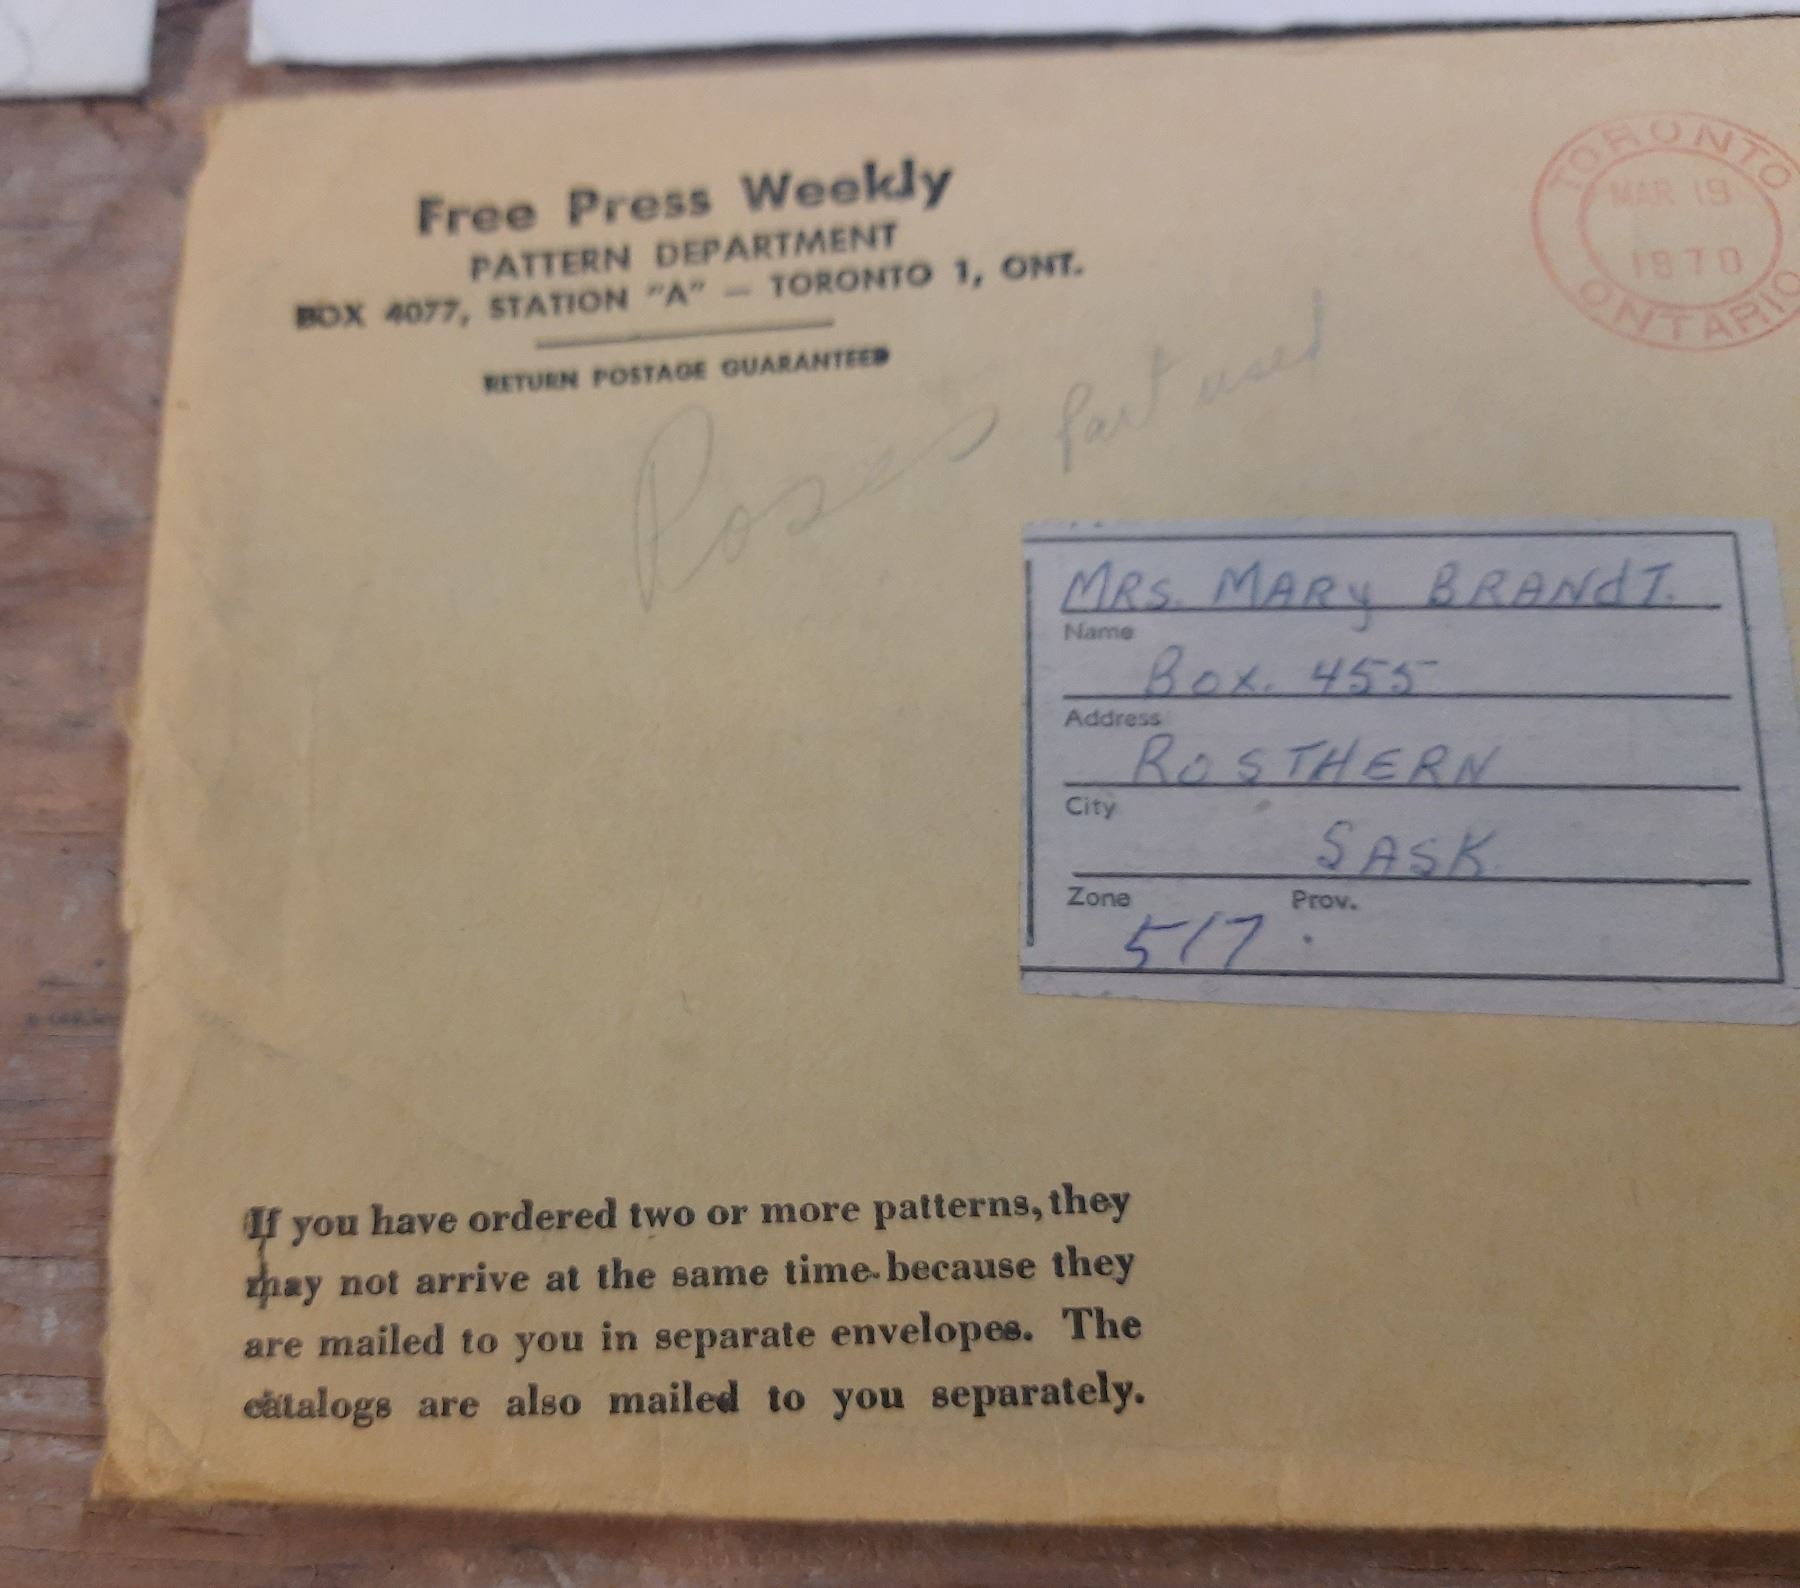 Free Press Weekly
PATTERN DEPARTMENT
BOX 4077, STATION "A" — TORONTO 1, ONT.
RETURN POSTAGE GUARANTEED
TORONTO
MAR 19
1970
ONTARIO
Roses part used
MRS. MARY BRANDT.
Name
Box. 455
Address
ROSTHERN
City
SASK.
Zone Prov.
517.
If you have ordered two or more patterns, they
may not arrive at the same time because they
are mailed to you in separate envelopes. The
catalogs are also mailed to you separately.